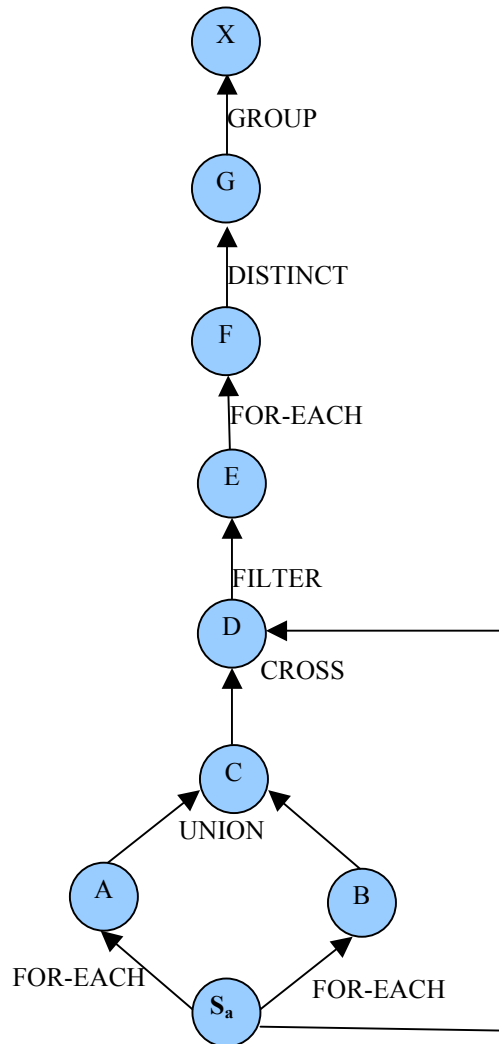 X
GROUP
G
DISTINCT
F
FOR-EACH
E
FILTER
D
CROSS
C
UNION
A
B
FOR-EACH
FOR-EACH
Sa